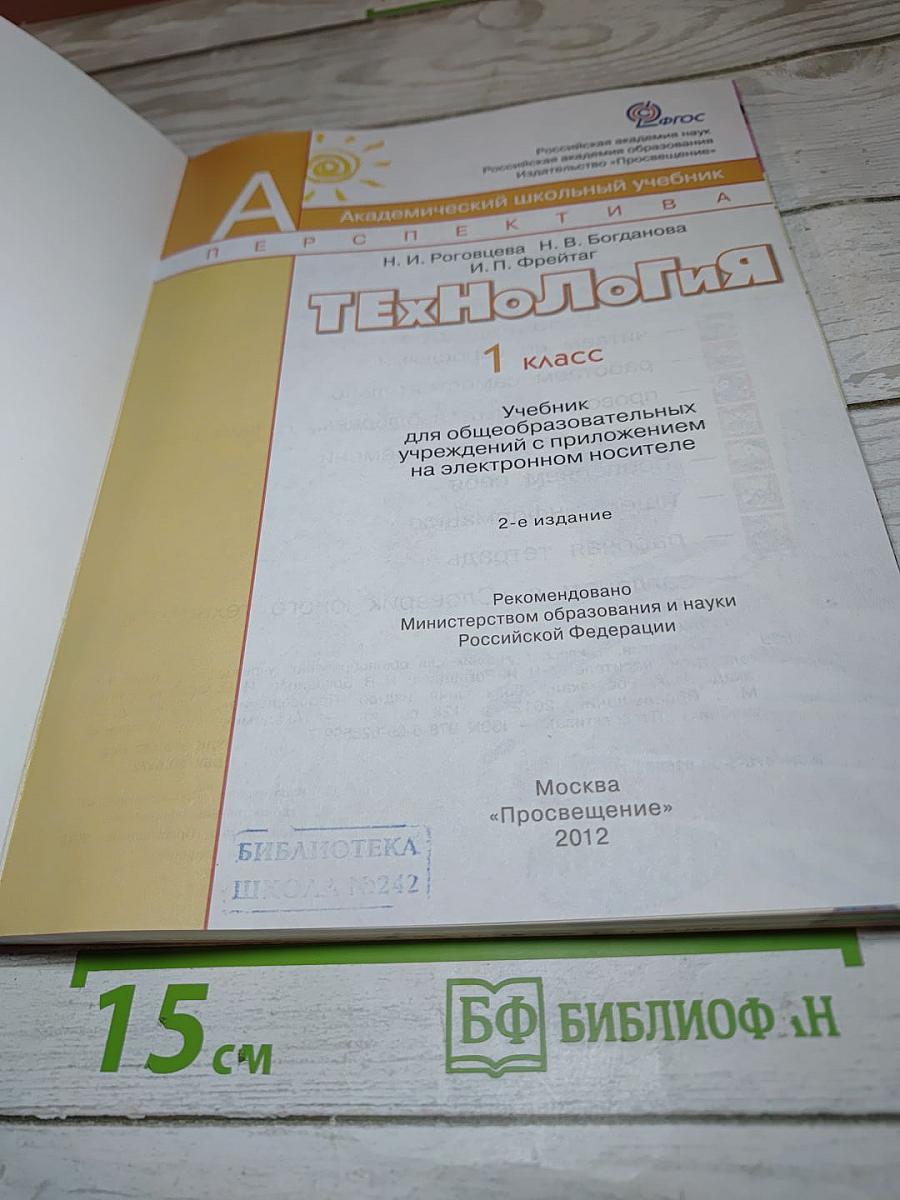 ФГОС
Российская академия наук
Российская академия образования
Издательство «Просвещение»
А
Академический школьный учебник
ПЕРСПЕКТИВА
Н. И. Роговцева Н. В. Богданова
И. П. Фрейтаг
ТЕхНоЛоГиЯ
1 класс
Учебник
для общеобразовательных
учреждений с приложением
на электронном носителе
2-е издание
Рекомендовано
Министерством образования и науки
Российской Федерации
Москва
«Просвещение»
2012
БИБЛИОТЕКА
ШКОЛА №242
15 см
БФ БИБЛИОФ